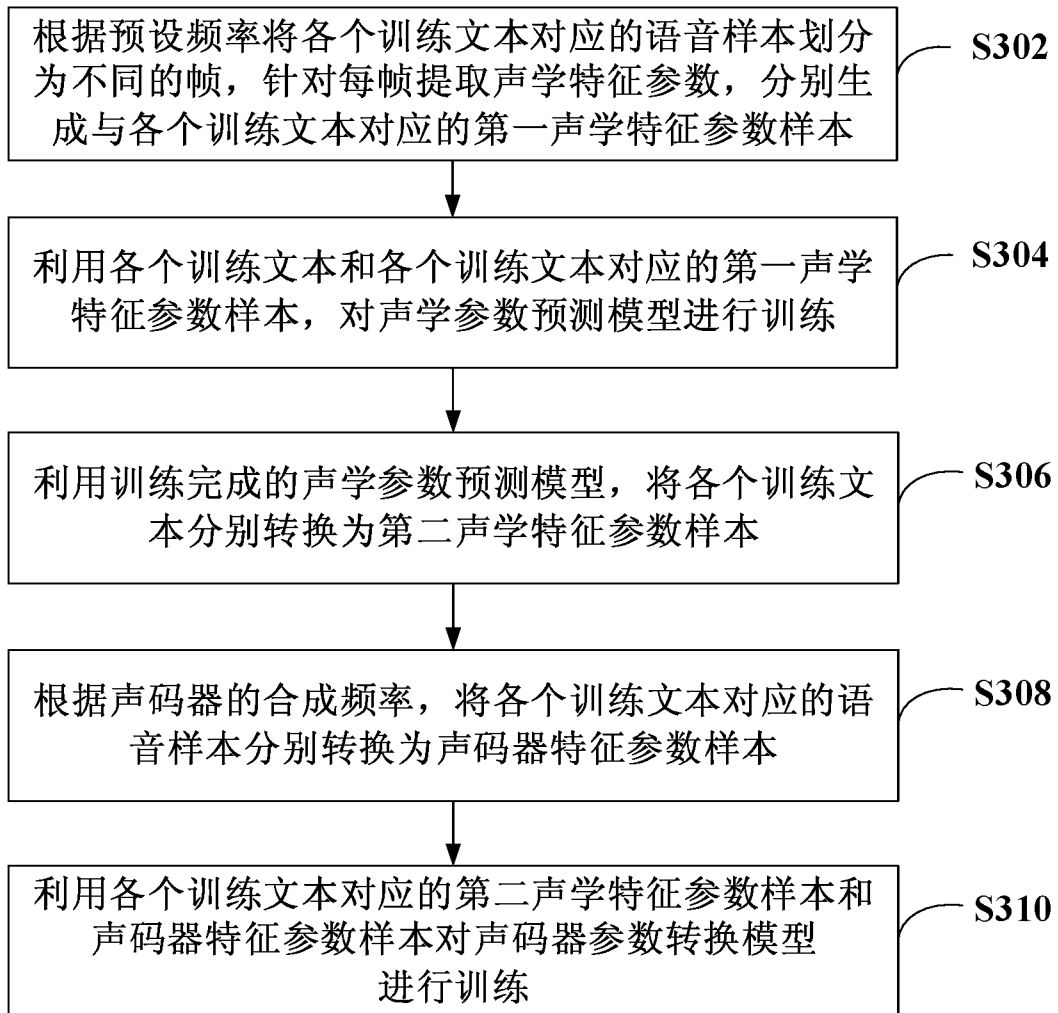 根据预设频率将各个训练文本对应的语音样本划分
为不同的帧，针对每帧提取声学特征参数，分别生
成与各个训练文本对应的第一声学特征参数样本
S302
利用各个训练文本和各个训练文本对应的第一声学
特征参数样本，对声学参数预测模型进行训练
S304
利用训练完成的声学参数预测模型，将各个训练文
本分别转换为第二声学特征参数样本
S306
根据声码器的合成频率，将各个训练文本对应的语
音样本分别转换为声码器特征参数样本
S308
利用各个训练文本对应的第二声学特征参数样本和
声码器特征参数样本对声码器参数转换模型
进行训练
S310